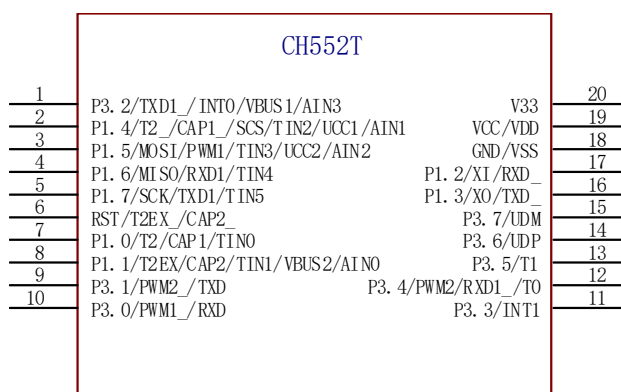 CH552T
1 P3.2/TXD1_/INT0/VBUS1/AIN3 V33 20
2 P1.4/T2_/CAP1_/SCS/TIN2/UCC1/AIN1 VCC/VDD 19
3 P1.5/MOSI/PWM1/TIN3/UCC2/AIN2 GND/VSS 18
4 P1.6/MISO/RXD1/TIN4 P1.2/XI/RXD_ 17
5 P1.7/SCK/TXD1/TIN5 P1.3/XO/TXD_ 16
6 RST/T2EX_/CAP2_ P3.7/UDM 15
7 P1.0/T2/CAP1/TIN0 P3.6/UDP 14
8 P1.1/T2EX/CAP2/TIN1/VBUS2/AIN0 P3.5/T1 13
9 P3.1/PWM2_/TXD P3.4/PWM2/RXD1_/T0 12
10 P3.0/PWM1_/RXD P3.3/INT1 11